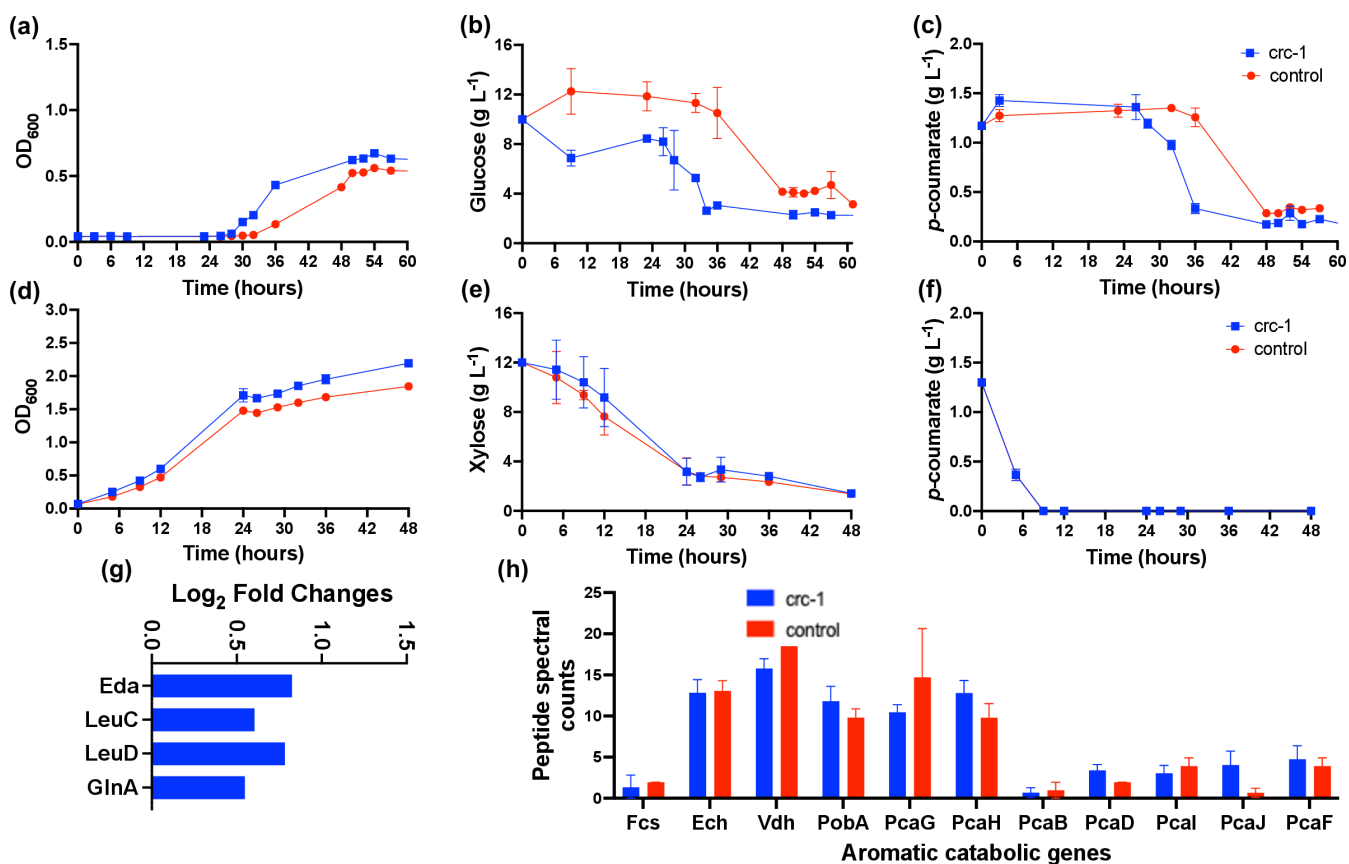 (a)
OD600
1.5
1.0
0.5
0.0
0 6 12 18 24 30 36 42 48 54 60
Time (hours)
(b)
Glucose (g L-1)
16
12
8
4
0
0 6 12 18 24 30 36 42 48 54 60
Time (hours)
(c)
p-coumarate (g L-1)
2.0
1.5
1.0
0.5
0.0
crc-1
control
0 6 12 18 24 30 36 42 48 54 60
Time (hours)
(d)
OD600
3.0
2.5
2.0
1.5
1.0
0.5
0.0
0 6 12 18 24 30 36 42 48
Time (hours)
(e)
Xylose (g L-1)
16
12
8
4
0
0 6 12 18 24 30 36 42 48
Time (hours)
(f)
p-coumarate (g L-1)
2.0
1.5
1.0
0.5
0.0
crc-1
control
0 6 12 18 24 30 36 42 48
Time (hours)
(g)
Log2 Fold Changes
0.0 0.5 1.0 1.5
Eda
LeuC
LeuD
GlnA
(h)
Peptide spectral
counts
25
20
15
10
5
0
crc-1
control
Fcs Ech Vdh PobA PcaG PcaH PcaB PcaD PcaI PcaJ PcaF
Aromatic catabolic genes